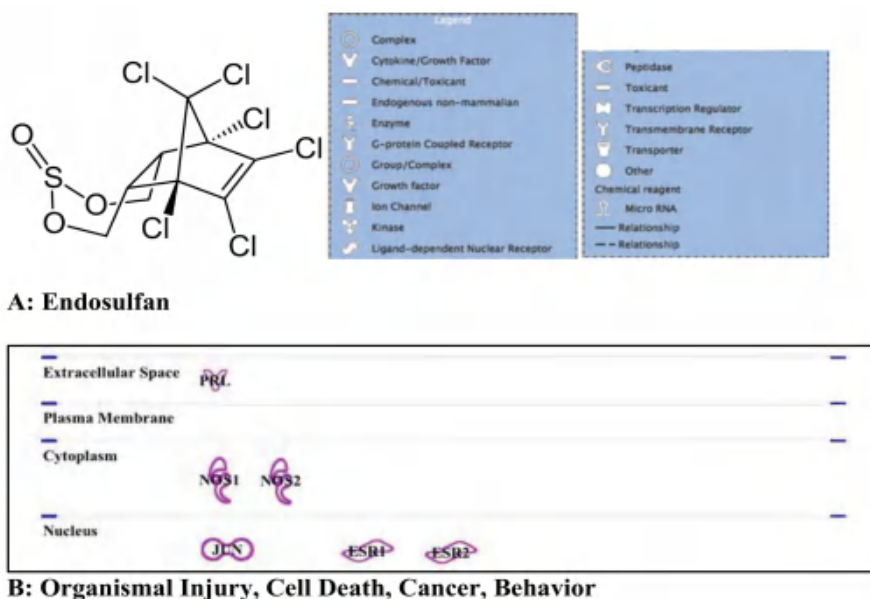 Cl
Cl
Cl
Cl
O
S
O
O
Cl
Cl
A: Endosulfan
Legend
Complex
Cytokine/Growth Factor
Chemical/Toxicant
Endogenous non-mammalian
Enzyme
G-protein Coupled Receptor
Group/Complex
Growth factor
Ion Channel
Kinase
Ligand-dependent Nuclear Receptor
Peptidase
Toxicant
Transcription Regulator
Transmembrane Receptor
Transporter
Other
Chemical reagent
Micro RNA
Relationship
Relationship
Extracellular Space PRL
Plasma Membrane
Cytoplasm
NOS1 NOS2
Nucleus
JUN ESR1 ESR2
B: Organismal Injury, Cell Death, Cancer, Behavior